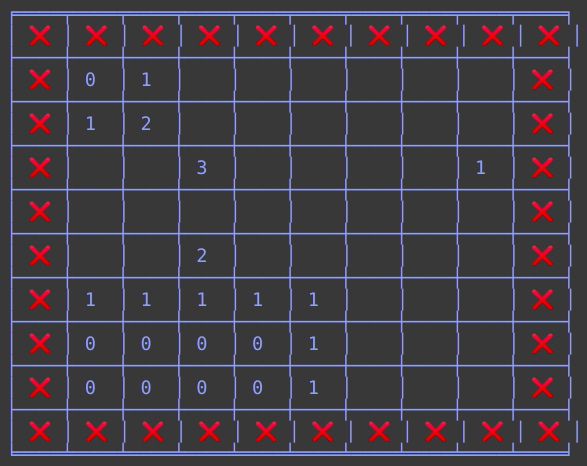 ❌ ❌ ❌ ❌ ❌ ❌ ❌ ❌ ❌ ❌
❌ 0 1 ❌
❌ 1 2 ❌
❌ 3 1 ❌
❌ ❌
❌ 2 ❌
❌ 1 1 1 1 1 ❌
❌ 0 0 0 0 1 ❌
❌ 0 0 0 0 1 ❌
❌ ❌ ❌ ❌ ❌ ❌ ❌ ❌ ❌ ❌